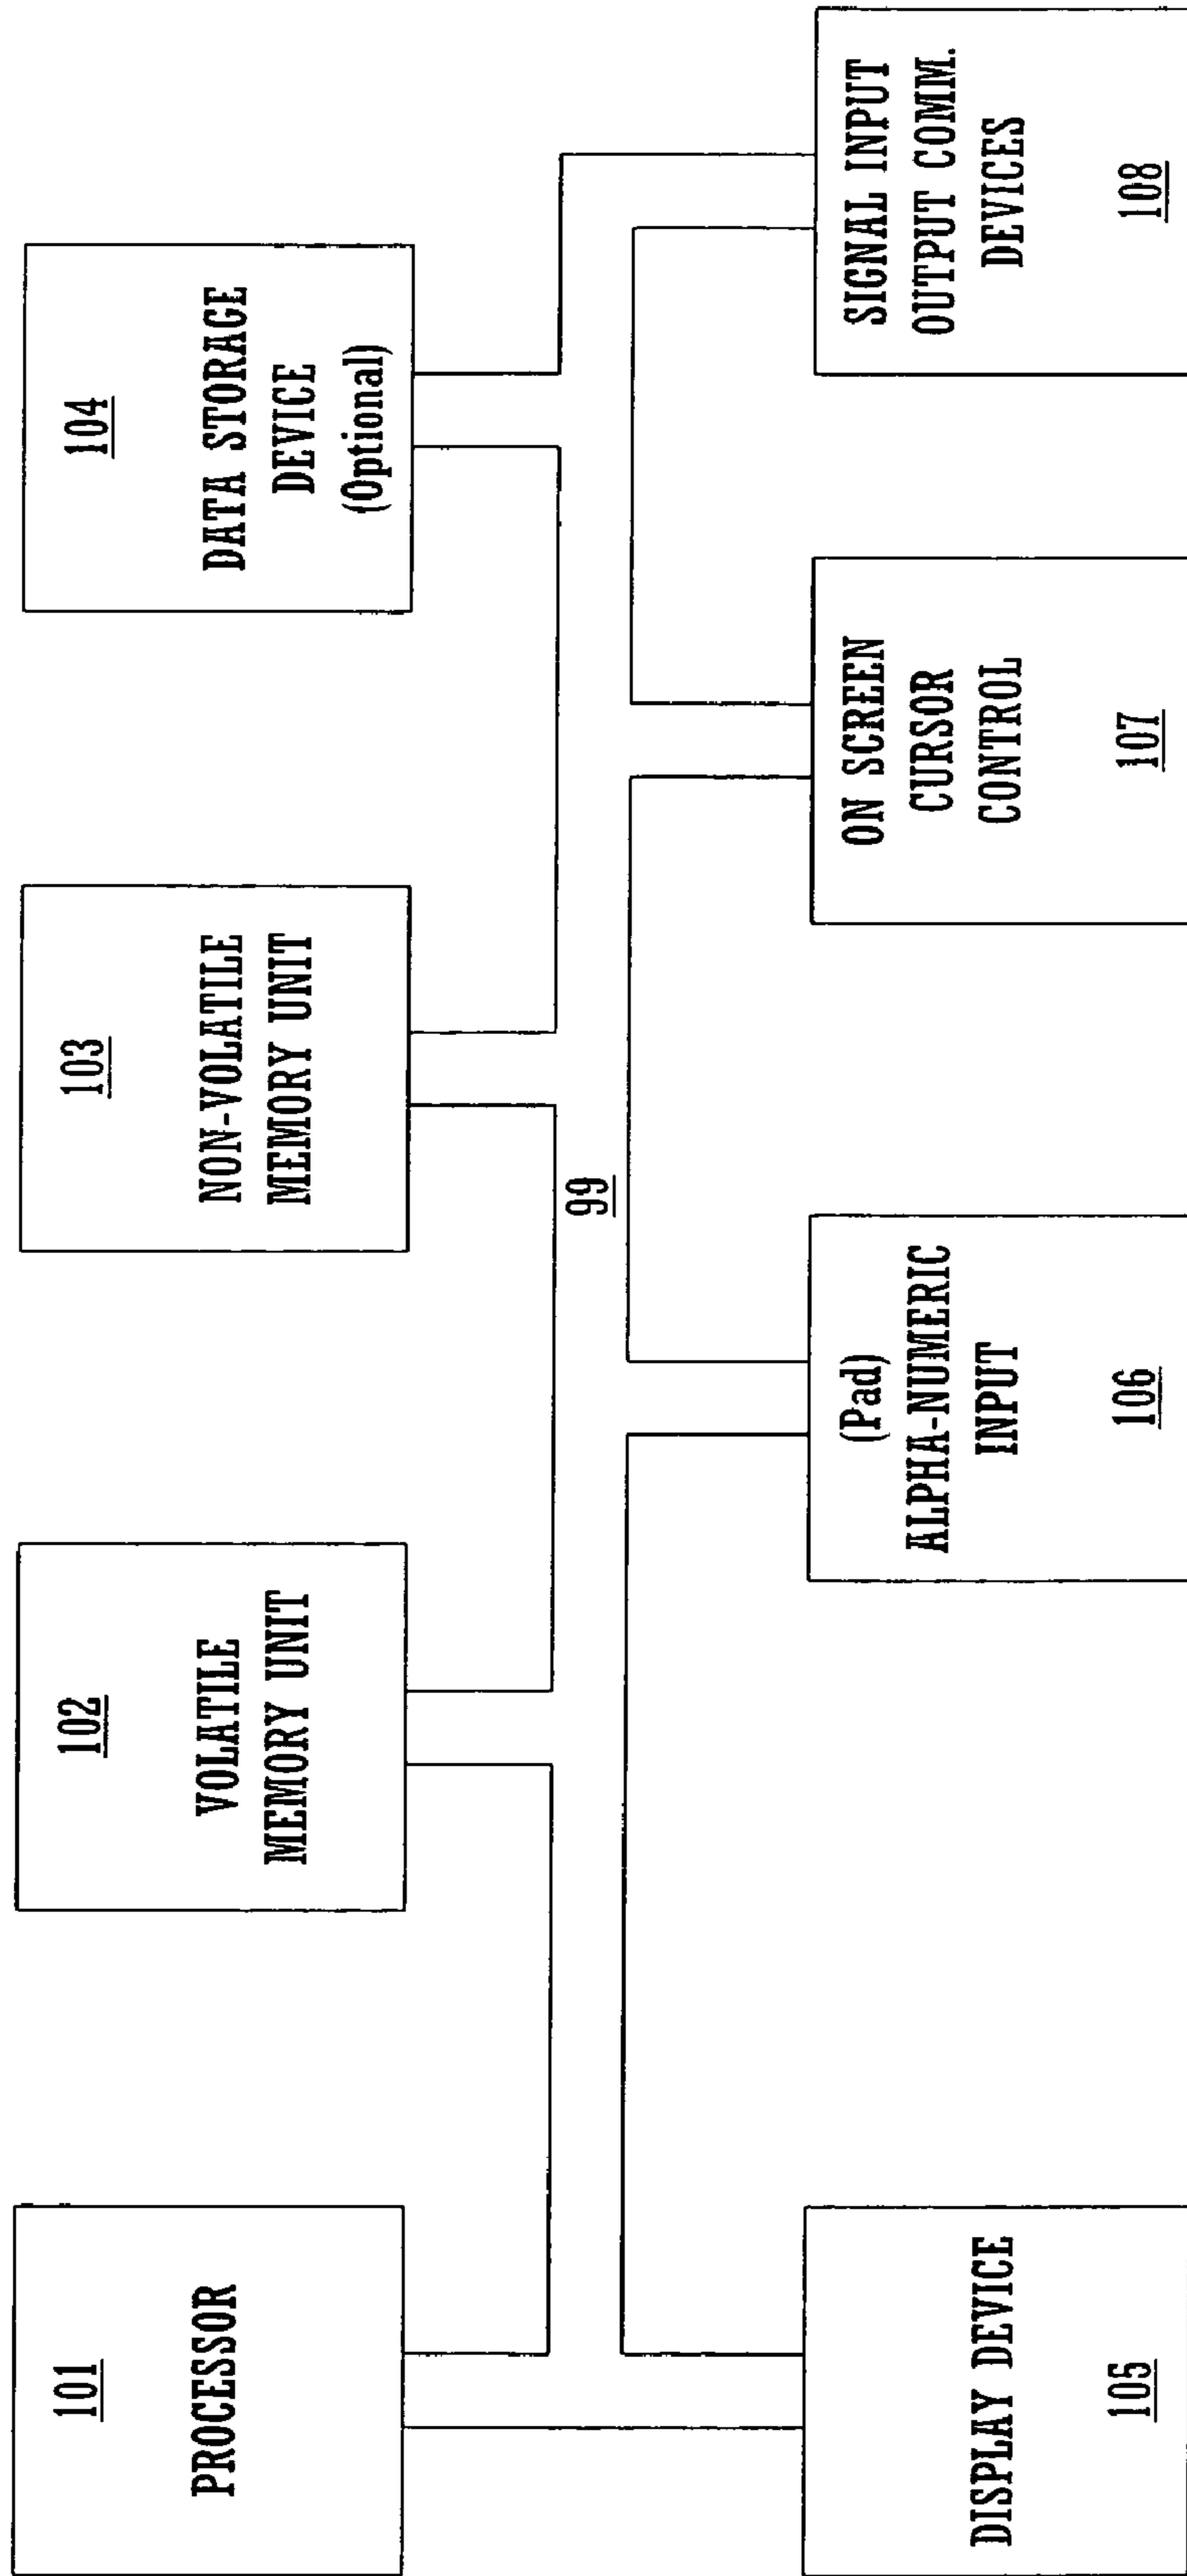 101
PROCESSOR
102
VOLATILE
MEMORY UNIT
103
NON-VOLATILE
MEMORY UNIT
104
DATA STORAGE
DEVICE
(Optional)
99
DISPLAY DEVICE
105
(Pad)
ALPHA-NUMERIC
INPUT
106
ON SCREEN
CURSOR
CONTROL
107
SIGNAL INPUT
OUTPUT COMM.
DEVICES
108